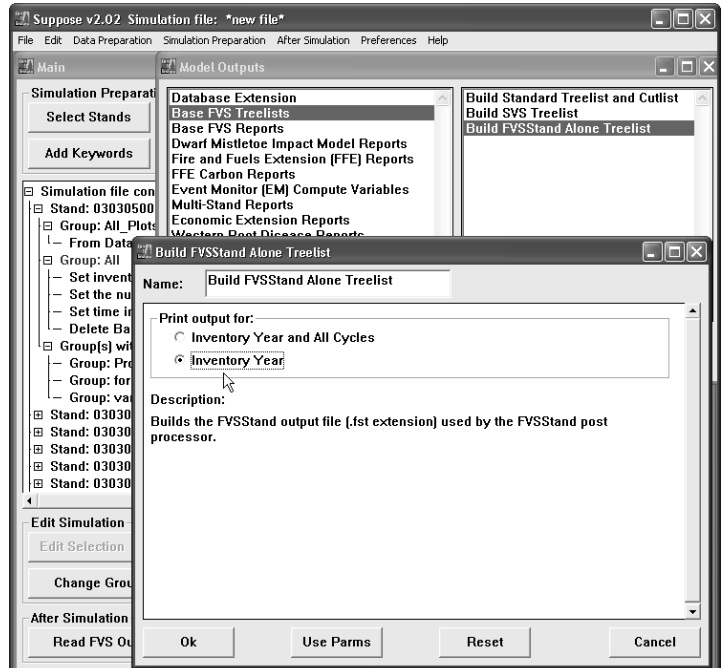 Suppose v2.02 Simulation file: *new file*
File Edit Data Preparation Simulation Preparation After Simulation Preferences Help
Main
Model Outputs
Simulation Preparati
Select Stands
Add Keywords
Simulation file con
Stand: 03030500
Group: All_Plots
From Data
Group: All
Set invent
Set the nu
Set time in
Delete Ba
Group(s) wit
Group: Pro
Group: for
Group: var
Stand: 03030
Stand: 03030
Stand: 03030
Stand: 03030
Stand: 03030
Edit Simulation
Edit Selection
Change Grou
After Simulation
Read FVS Ou
Database Extension
Base FVS Treelists
Base FVS Reports
Dwarf Mistletoe Impact Model Reports
Fire and Fuels Extension (FFE) Reports
FFE Carbon Reports
Event Monitor (EM) Compute Variables
Multi-Stand Reports
Economic Extension Reports
Western Root Disease Reports
Build Standard Treelist and Cutlist
Build SVS Treelist
Build FVSStand Alone Treelist
Build FVSStand Alone Treelist
Name: Build FVSStand Alone Treelist
Print output for:
Inventory Year and All Cycles
Inventory Year
Description:
Builds the FVSStand output file (.fst extension) used by the FVSStand post
processor.
Ok Use Parms Reset Cancel